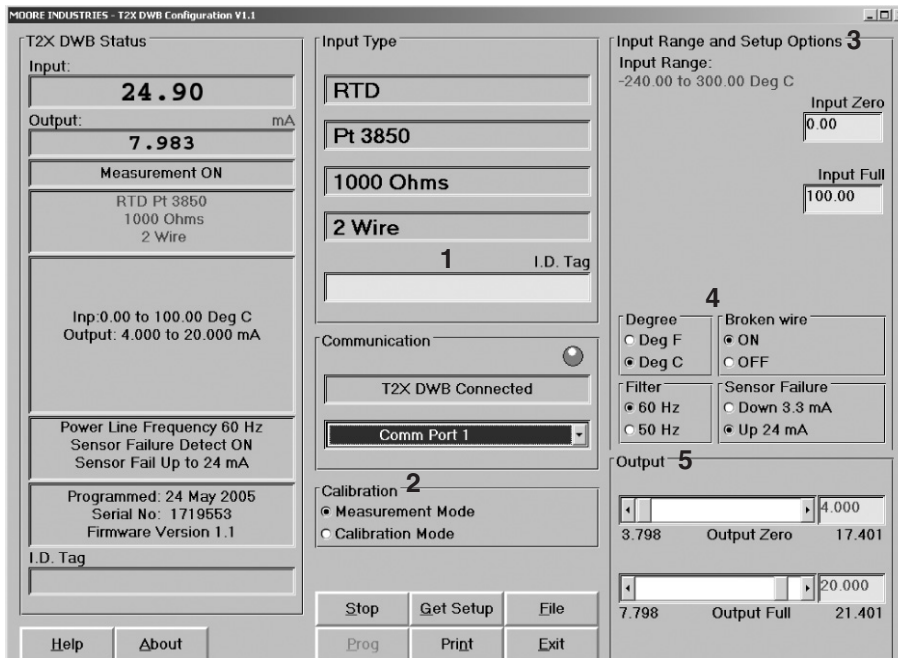 MOORE INDUSTRIES - T2X DWB Configuration V1.1
T2X DWB Status
Input:
24.90
Output: mA
7.983
Measurement ON
RTD Pt 3850
1000 Ohms
2 Wire
Inp:0.00 to 100.00 Deg C
Output: 4.000 to 20.000 mA
Power Line Frequency 60 Hz
Sensor Failure Defect ON
Sensor Fail Up to 24 mA
Programmed: 24 May 2005
Serial No: 1719553
Firmware Version 1.1
I.D. Tag
Help About
Input Type
RTD
Pt 3850
1000 Ohms
2 Wire
1 I.D. Tag
Communication
T2X DWB Connected
Comm Port 1
Calibration 2
Measurement Mode
Calibration Mode
Stop Get Setup File
Prog Print Exit
Input Range and Setup Options 3
Input Range:
-240.00 to 300.00 Deg C
Input Zero
0.00
Input Full
100.00
4
Degree
Deg F
Deg C
Broken wire
ON
OFF
Filter
60 Hz
50 Hz
Sensor Failure
Down 3.3 mA
Up 24 mA
Output 5
4.000
3.798 Output Zero 17.401
20.000
7.798 Output Full 21.401